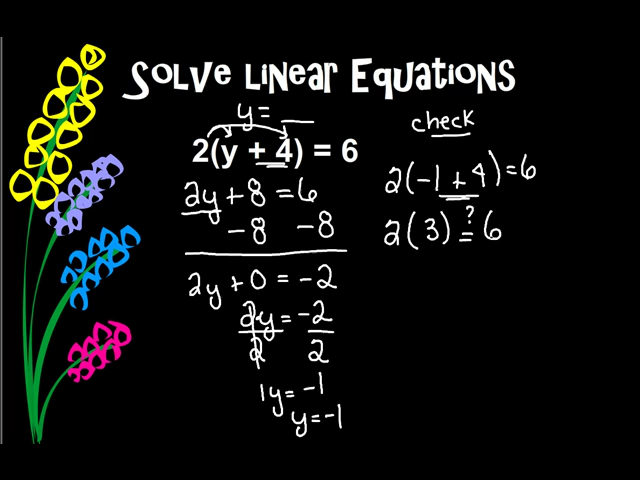 Solve Linear Equations
y = __
2(y + 4) = 6
2y + 8 = 6
- 8 - 8
2y + 0 = -2
2y = -2
2 2
1y = -1
y = -1
check
2(-1 + 4) = 6
2(3) ?= 6